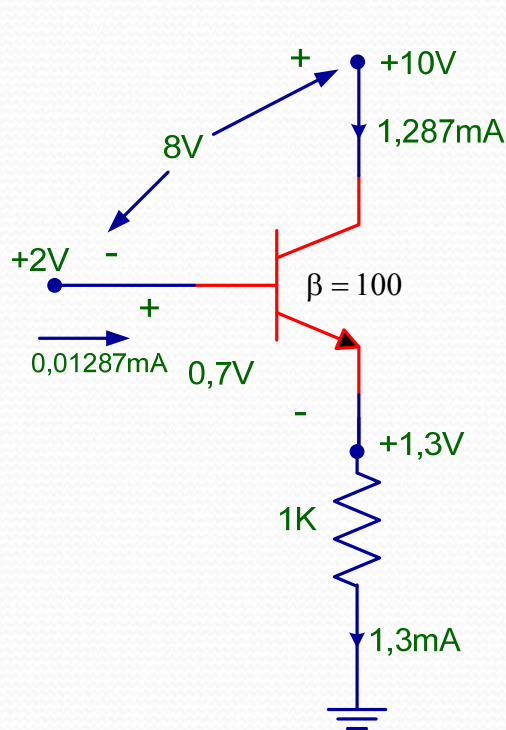 +
+10V
1,287mA
8V
-
+2V
β = 100
+
0,01287mA
0,7V
-
+1,3V
1K
1,3mA